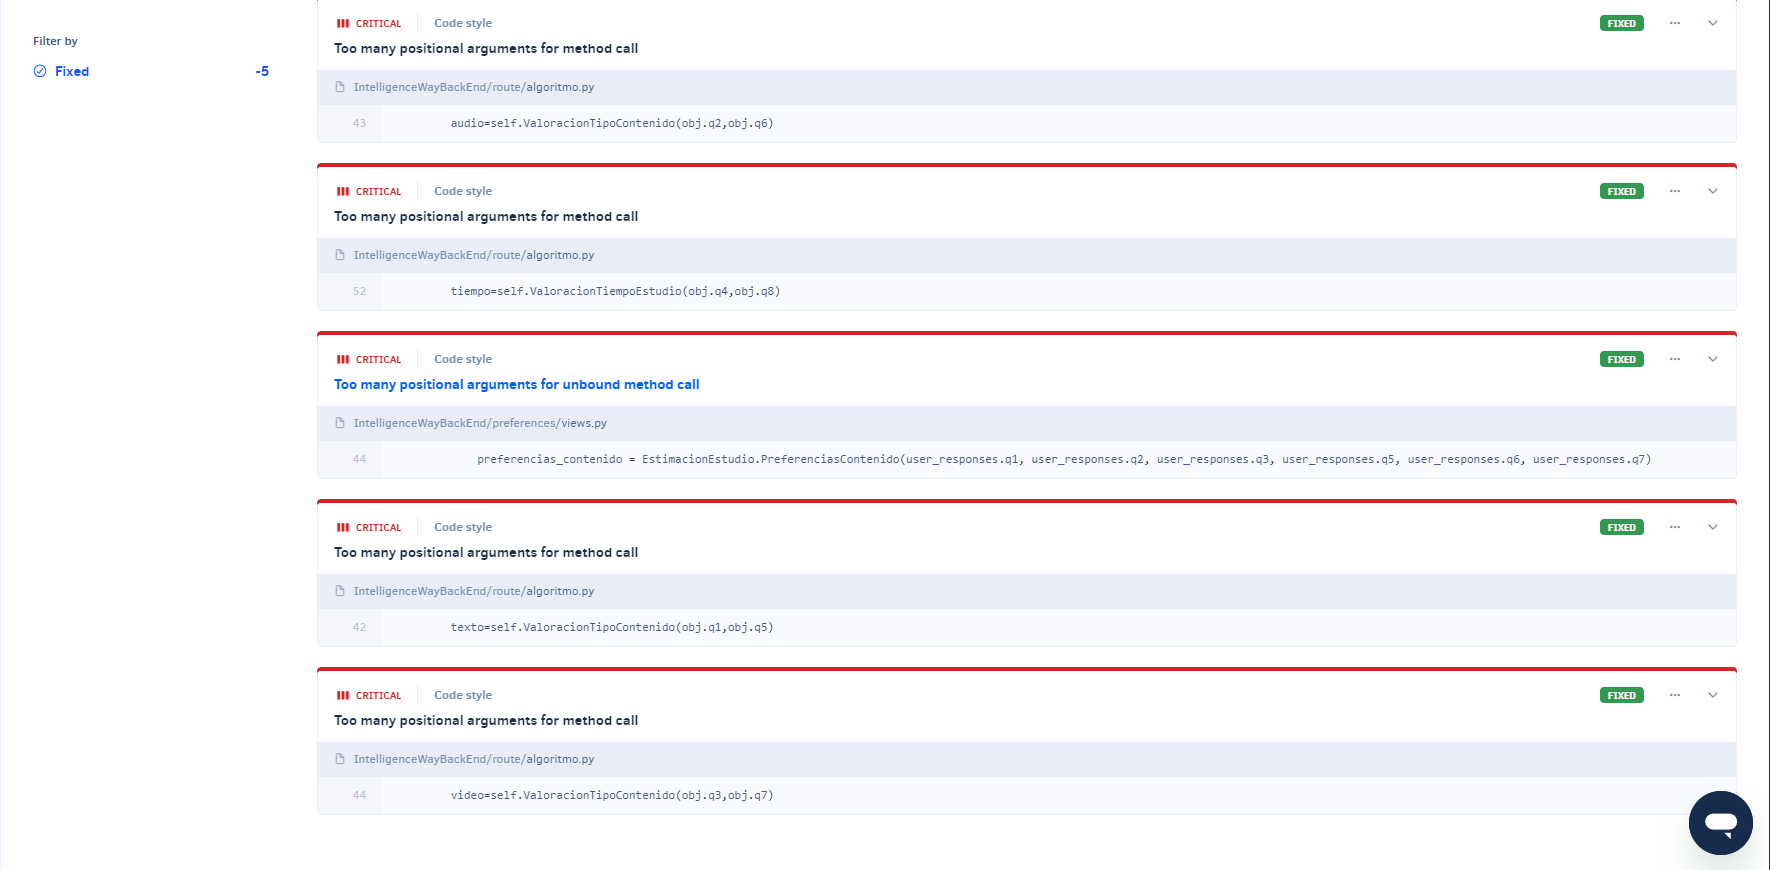 Filter by
Fixed -5
CRITICAL Code style FIXED ...
Too many positional arguments for method call
IntelligenceWayBackEnd/route/algoritmo.py
43 audio=self.ValoracionTipoContenido(obj.q2,obj.q6)
CRITICAL Code style FIXED ...
Too many positional arguments for method call
IntelligenceWayBackEnd/route/algoritmo.py
52 tiempo=self.ValoracionTiempoEstudio(obj.q4,obj.q8)
CRITICAL Code style FIXED ...
Too many positional arguments for unbound method call
IntelligenceWayBackEnd/preferences/views.py
44 preferencias_contenido = EstimacionEstudio.PreferenciasContenido(user_responses.q1, user_responses.q2, user_responses.q3, user_responses.q5, user_responses.q6, user_responses.q7)
CRITICAL Code style FIXED ...
Too many positional arguments for method call
IntelligenceWayBackEnd/route/algoritmo.py
42 texto=self.ValoracionTipoContenido(obj.q1,obj.q5)
CRITICAL Code style FIXED ...
Too many positional arguments for method call
IntelligenceWayBackEnd/route/algoritmo.py
44 video=self.ValoracionTipoContenido(obj.q3,obj.q7)